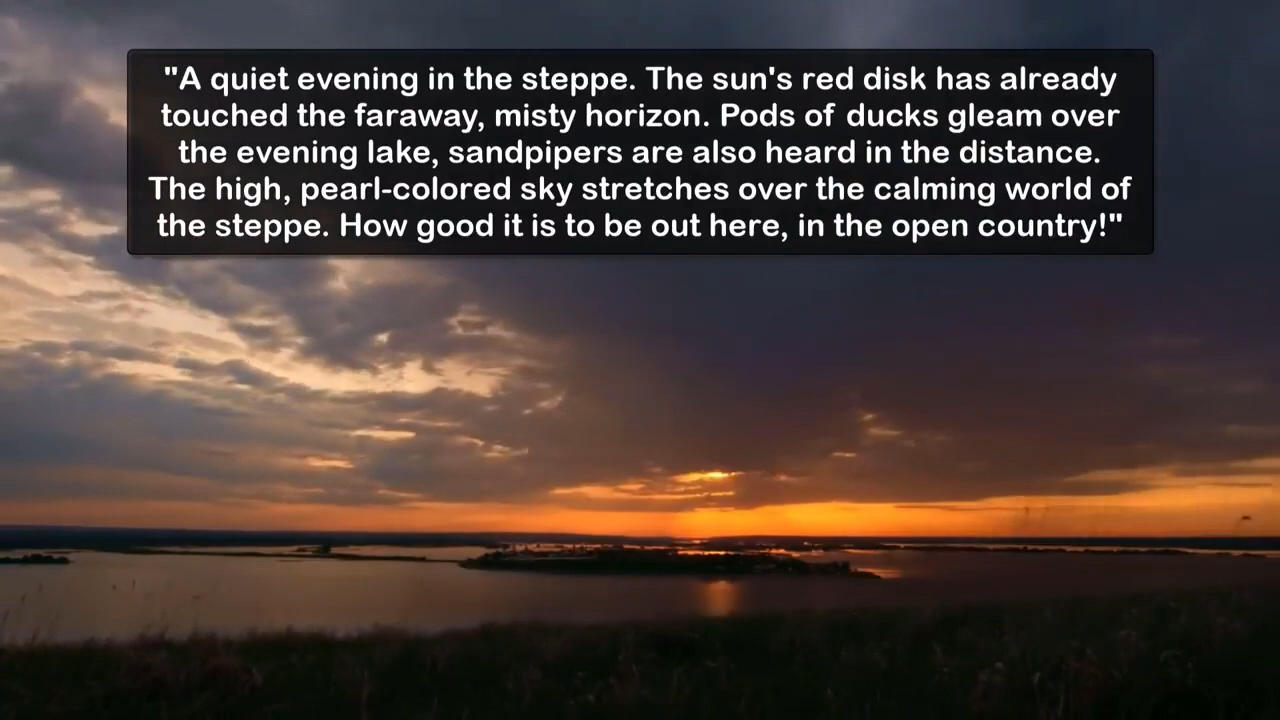 "A quiet evening in the steppe. The sun's red disk has already
touched the faraway, misty horizon. Pods of ducks gleam over
the evening lake, sandpipers are also heard in the distance.
The high, pearl-colored sky stretches over the calming world of
the steppe. How good it is to be out here, in the open country!"